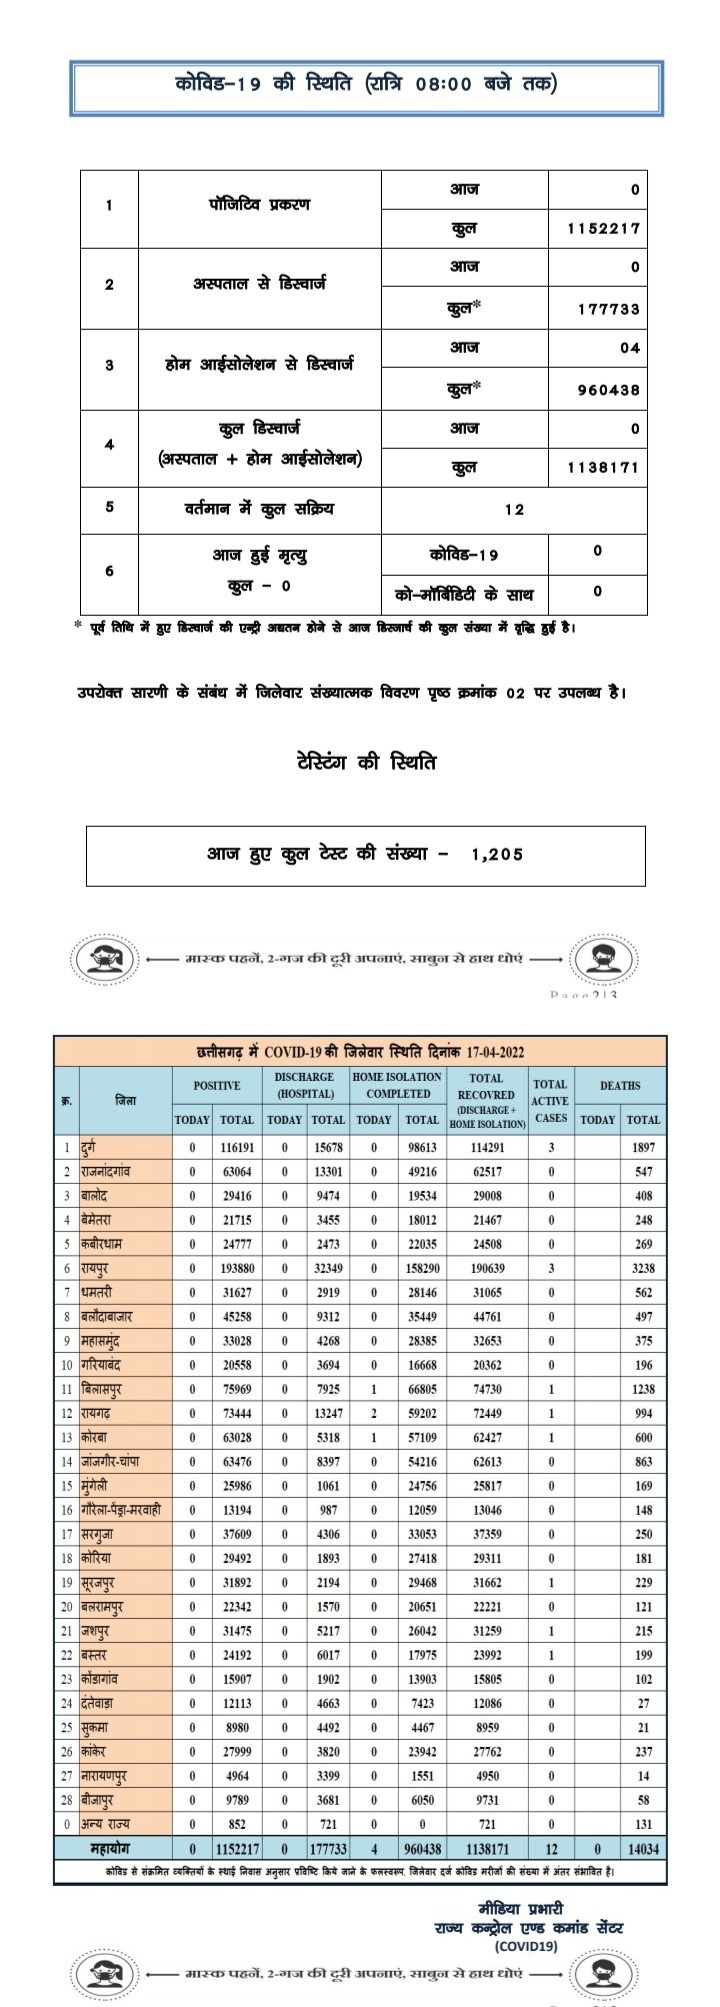 कोविड-19 की स्थिति (रात्रि 08:00 बजे तक)
1 पॉजिटिव प्रकरण आज 0
कुल 1152217
2 अस्पताल से डिस्चार्ज आज 0
कुल* 177733
3 होम आईसोलेशन से डिस्चार्ज आज 04
कुल* 960438
4 कुल डिस्चार्ज (अस्पताल + होम आईसोलेशन) आज 0
कुल 1138171
5 वर्तमान में कुल सक्रिय 12
6 आज हुई मृत्यु कुल - 0 कोविड-19 0
को-मॉर्बिडिटी के साथ 0
* पूर्व तिथि में हुए डिस्चार्ज की एन्ट्री अद्यतन होने से आज डिस्जार्च की कुल संख्या में वृद्धि हुई है।
उपरोक्त सारणी के संबंध में जिलेवार संख्यात्मक विवरण पृष्ठ क्रमांक 02 पर उपलब्ध है।
टेस्टिंग की स्थिति
आज हुए कुल टेस्ट की संख्या - 1,205
मास्क पहनें, 2-गज की दूरी अपनाएं, साबुन से हाथ धोएं
Page2|3
छत्तीसगढ़ में COVID-19 की जिलेवार स्थिति दिनांक 17-04-2022
क्र. जिला POSITIVE DISCHARGE (HOSPITAL) HOME ISOLATION COMPLETED TOTAL RECOVRED (DISCHARGE + HOME ISOLATION) TOTAL ACTIVE CASES DEATHS
TODAY TOTAL TODAY TOTAL TODAY TOTAL TODAY TOTAL
1 दुर्ग 0 116191 0 15678 0 98613 114291 3 1897
2 राजनांदगांव 0 63064 0 13301 0 49216 62517 0 547
3 बालोद 0 29416 0 9474 0 19534 29008 0 408
4 बेमेतरा 0 21715 0 3455 0 18012 21467 0 248
5 कबीरधाम 0 24777 0 2473 0 22035 24508 0 269
6 रायपुर 0 193880 0 32349 0 158290 190639 3 3238
7 धमतरी 0 31627 0 2919 0 28146 31065 0 562
8 बलौदाबाजार 0 45258 0 9312 0 35449 44761 0 497
9 महासमुंद 0 33028 0 4268 0 28385 32653 0 375
10 गरियाबंद 0 20558 0 3694 0 16668 20362 0 196
11 बिलासपुर 0 75969 0 7925 1 66805 74730 1 1238
12 रायगढ़ 0 73444 0 13247 2 59202 72449 1 994
13 कोरबा 0 63028 0 5318 1 57109 62427 1 600
14 जांजगीर-चांपा 0 63476 0 8397 0 54216 62613 0 863
15 मुंगेली 0 25986 0 1061 0 24756 25817 0 169
16 गौरेला-पेंड्रा-मरवाही 0 13194 0 987 0 12059 13046 0 148
17 सरगुजा 0 37609 0 4306 0 33053 37359 0 250
18 कोरिया 0 29492 0 1893 0 27418 29311 0 181
19 सूरजपुर 0 31892 0 2194 0 29468 31662 1 229
20 बलरामपुर 0 22342 0 1570 0 20651 22221 0 121
21 जशपुर 0 31475 0 5217 0 26042 31259 1 215
22 बस्तर 0 24192 0 6017 0 17975 23992 1 199
23 कोंडागांव 0 15907 0 1902 0 13903 15805 0 102
24 दंतेवाड़ा 0 12113 0 4663 0 7423 12086 0 27
25 सुकमा 0 8980 0 4492 0 4467 8959 0 21
26 कांकेर 0 27999 0 3820 0 23942 27762 0 237
27 नारायणपुर 0 4964 0 3399 0 1551 4950 0 14
28 बीजापुर 0 9789 0 3681 0 6050 9731 0 58
0 अन्य राज्य 0 852 0 721 0 0 721 0 131
महायोग 0 1152217 0 177733 4 960438 1138171 12 0 14034
कोविड से संक्रमित व्यक्तियों के स्थाई निवास अनुसार प्रविष्टि किये जाने के फलस्वरूप, जिलेवार दर्ज कोविड मरीजों की संख्या में अंतर संभावित है।
मीडिया प्रभारी
राज्य कन्ट्रोल एण्ड कमांड सेंटर
(COVID19)
मास्क पहनें, 2-गज की दूरी अपनाएं, साबुन से हाथ धोएं